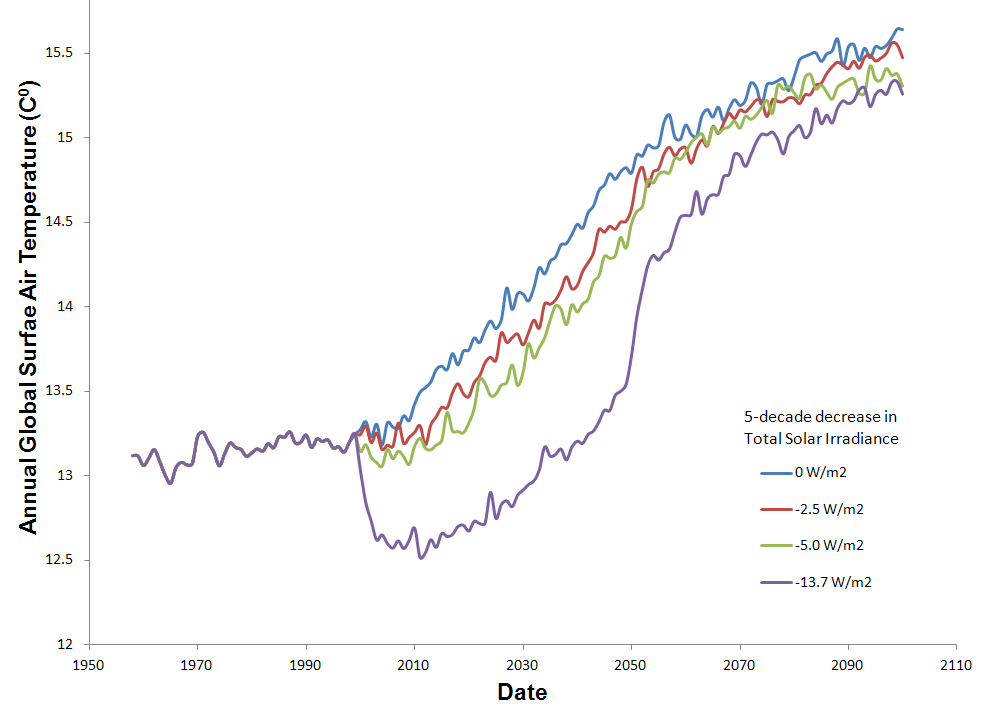 Annual Global Surfae Air Temperature (C⁰)
15.5
15
14.5
14
13.5
13
12.5
12
1950
1970
1990
2010
2030
2050
2070
2090
2110
Date
5-decade decrease in
Total Solar Irradiance
0 W/m2
-2.5 W/m2
-5.0 W/m2
-13.7 W/m2